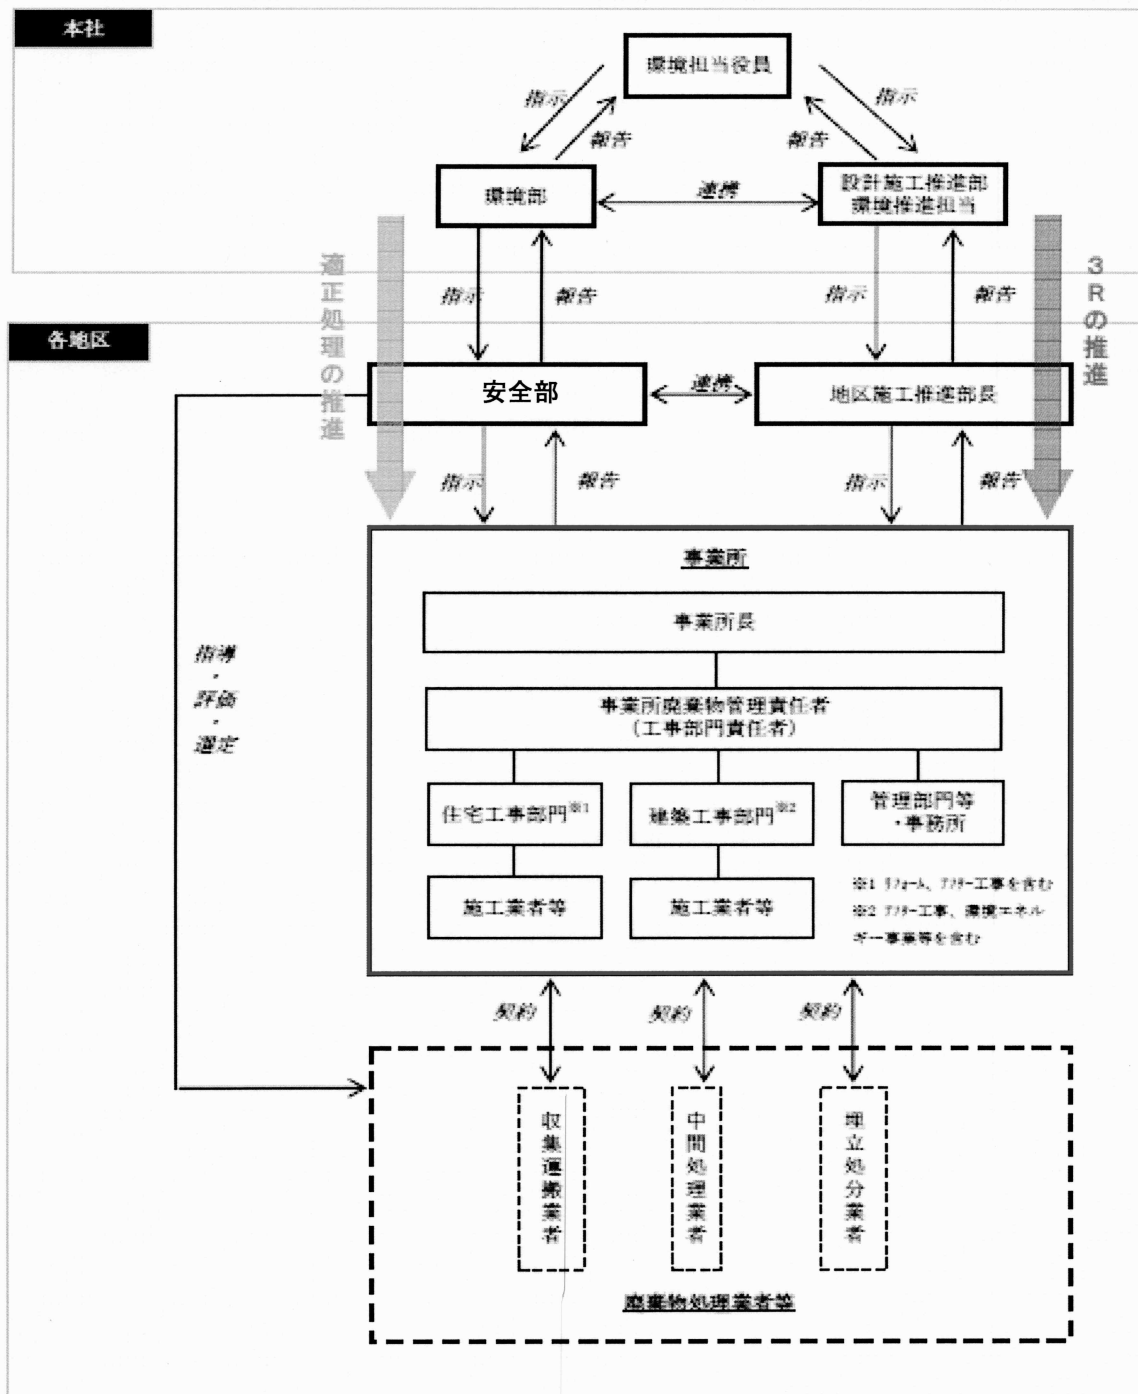 本社
環境担当役員
指示
指示
報告
報告
環境部
連携
設計施工推進部
環境推進担当
適正処理の推進
3Rの推進
指示
報告
指示
報告
各地区
安全部
連携
地区施工推進部長
指示
報告
指示
報告
事業所
事業所長
指導
・
評価
・
選定
事業所廃棄物管理責任者
(工事部門責任者)
住宅工事部門※1
建築工事部門※2
管理部門等
・事務所
施工業者等
施工業者等
※1 リフォーム、アフター工事を含む
※2 アフター工事、環境エネル
ギー事業等を含む
契約
契約
契約
収集運搬業者
中間処理業者
埋立処分業者
廃棄物処理業者等